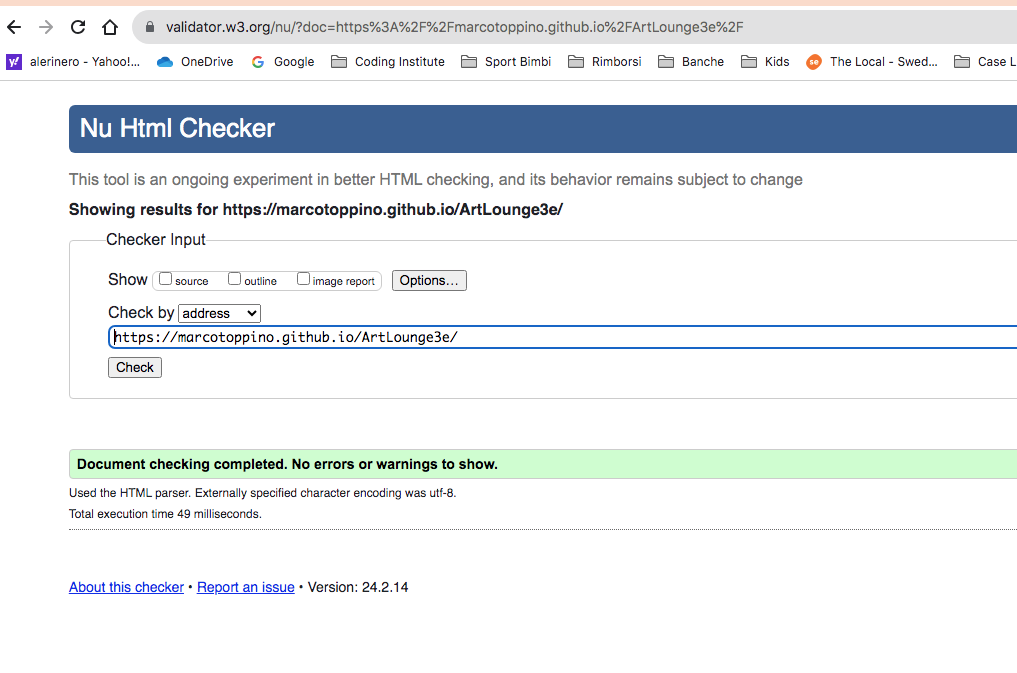 validator.w3.org/nu/?doc=https%3A%2F%2Fmarcotoppino.github.io%2FArtLounge3e%2F
y! alerinero - Yahoo!... OneDrive G Google Coding Institute Sport Bimbi Rimborsi Banche Kids se The Local - Swed... Case L
Nu Html Checker
This tool is an ongoing experiment in better HTML checking, and its behavior remains subject to change
Showing results for https://marcotoppino.github.io/ArtLounge3e/
Checker Input
Show source outline image report Options...
Check by address
https://marcotoppino.github.io/ArtLounge3e/
Check
Document checking completed. No errors or warnings to show.
Used the HTML parser. Externally specified character encoding was utf-8.
Total execution time 49 milliseconds.
About this checker • Report an issue • Version: 24.2.14